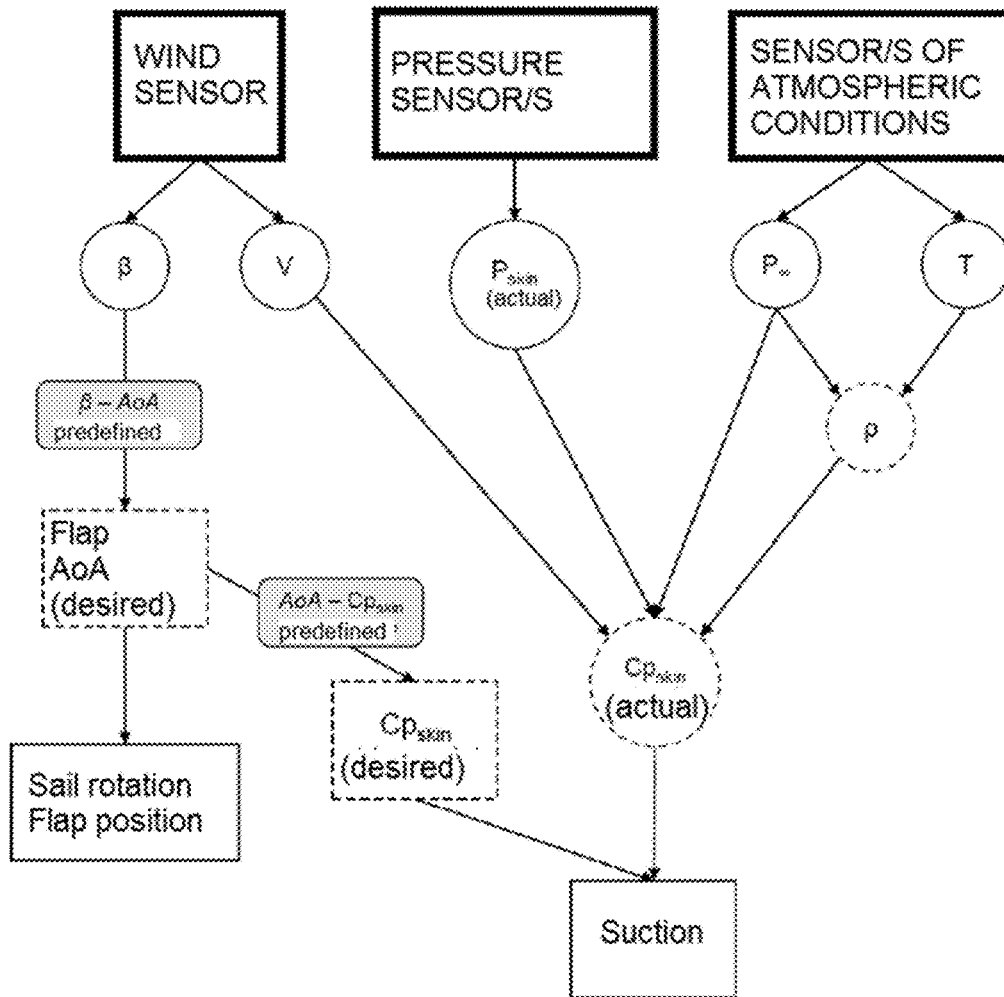 WIND
SENSOR
PRESSURE
SENSOR/S
SENSOR/S OF
ATMOSPHERIC
CONDITIONS
β
V
P_skin
(actual)
P∞
T
β – AoA
predefined
ρ
Flap
AoA
(desired)
AoA – Cp_skin
predefined
Cp_skin
(actual)
Cp_skin
(desired)
Sail rotation
Flap position
Suction